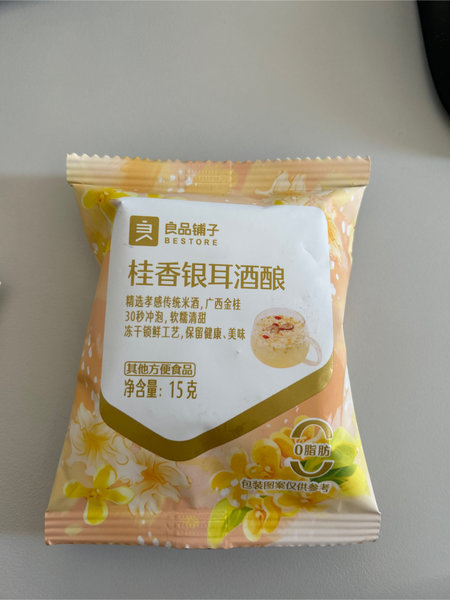 良品铺子
BESTORE
桂香银耳酒酿
精选孝感传统米酒,广西金桂
30秒冲泡,软糯清甜
冻干锁鲜工艺,保留健康、美味
其他方便食品
净含量: 15克
0脂肪
包装图案仅供参考